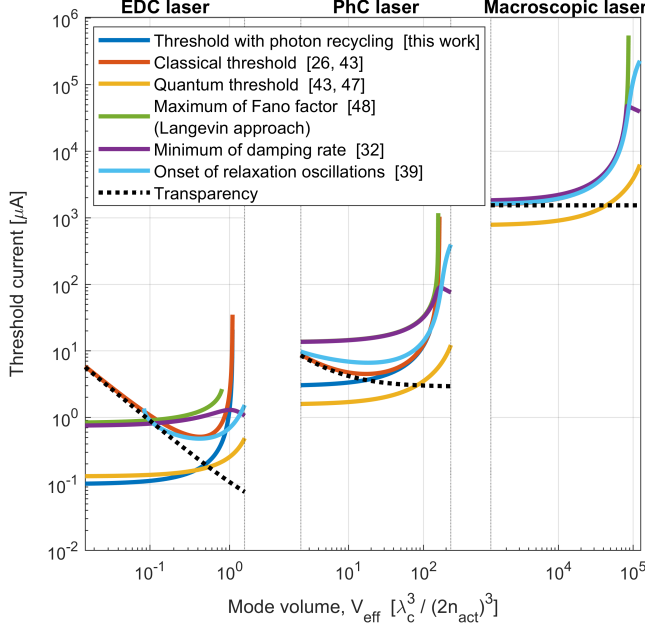 EDC laser PhC laser Macroscopic laser
Threshold with photon recycling [this work]
Classical threshold [26, 43]
Quantum threshold [43, 47]
Maximum of Fano factor [48]
(Langevin approach)
Minimum of damping rate [32]
Onset of relaxation oscillations [39]
Transparency
Threshold current [μA]
10^6
10^5
10^4
10^3
10^2
10^1
10^0
10^-1
10^-2
10^-1 10^0 10^1 10^2 10^4 10^5
Mode volume, V_eff [λ_c^3 / (2n_act)^3]